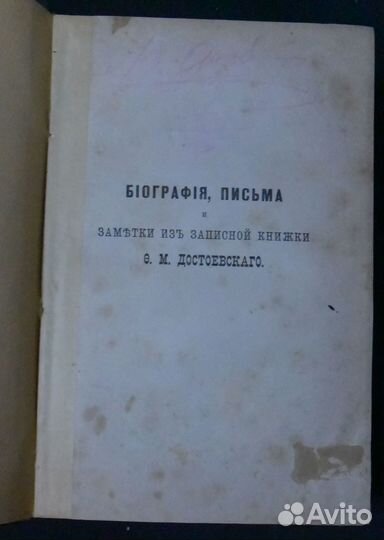 БІОГРАФІЯ, ПИСЬМА
и
ЗАМѢТКИ ИЗЪ ЗАПИСНОЙ КНИЖКИ
Ѳ. М. ДОСТОЕВСКАГО.
Avito